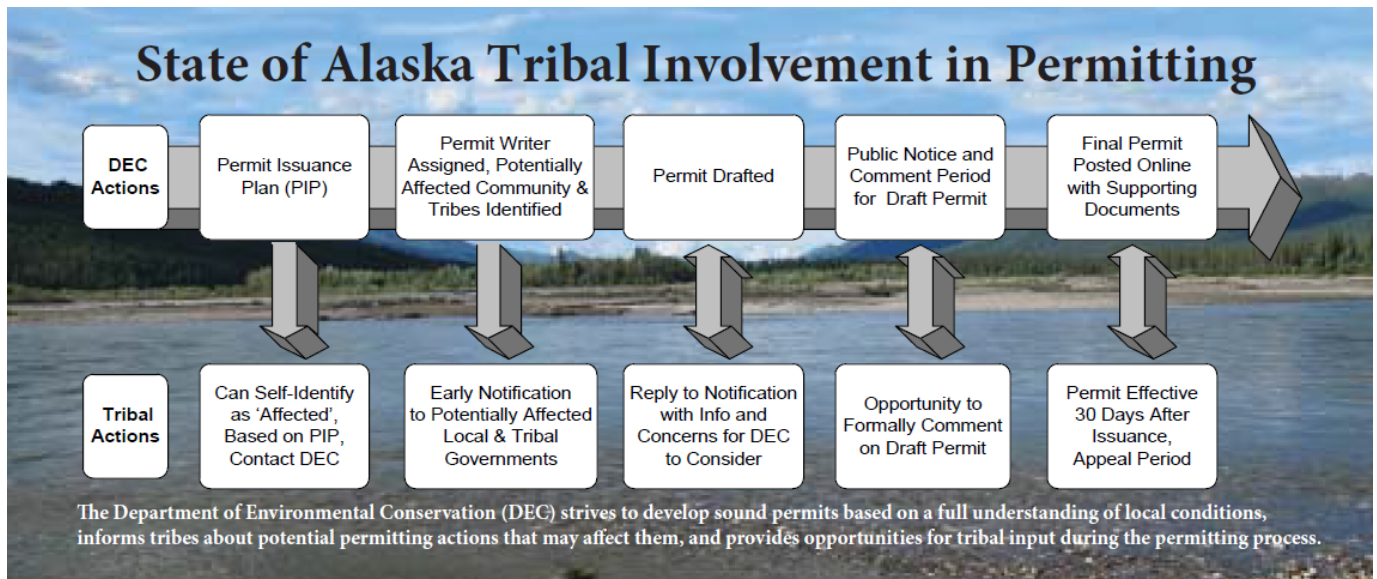 State of Alaska Tribal Involvement in Permitting
DEC
Actions
Permit Issuance
Plan (PIP)
Permit Writer
Assigned, Potentially
Affected Community &
Tribes Identified
Permit Drafted
Public Notice and
Comment Period
for Draft Permit
Final Permit
Posted Online
with Supporting
Documents
Tribal
Actions
Can Self-Identify
as ‘Affected’,
Based on PIP,
Contact DEC
Early Notification
to Potentially Affected
Local & Tribal
Governments
Reply to Notification
with Info and
Concerns for DEC
to Consider
Opportunity to
Formally Comment
on Draft Permit
Permit Effective
30 Days After
Issuance,
Appeal Period
The Department of Environmental Conservation (DEC) strives to develop sound permits based on a full understanding of local conditions,
informs tribes about potential permitting actions that may affect them, and provides opportunities for tribal input during the permitting process.